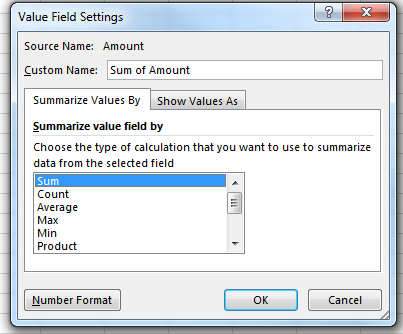 Value Field Settings
?
Source Name: Amount
Custom Name: Sum of Amount
Summarize Values By Show Values As
Summarize value field by
Choose the type of calculation that you want to use to summarize
data from the selected field
Sum
Count
Average
Max
Min
Product
Number Format OK Cancel